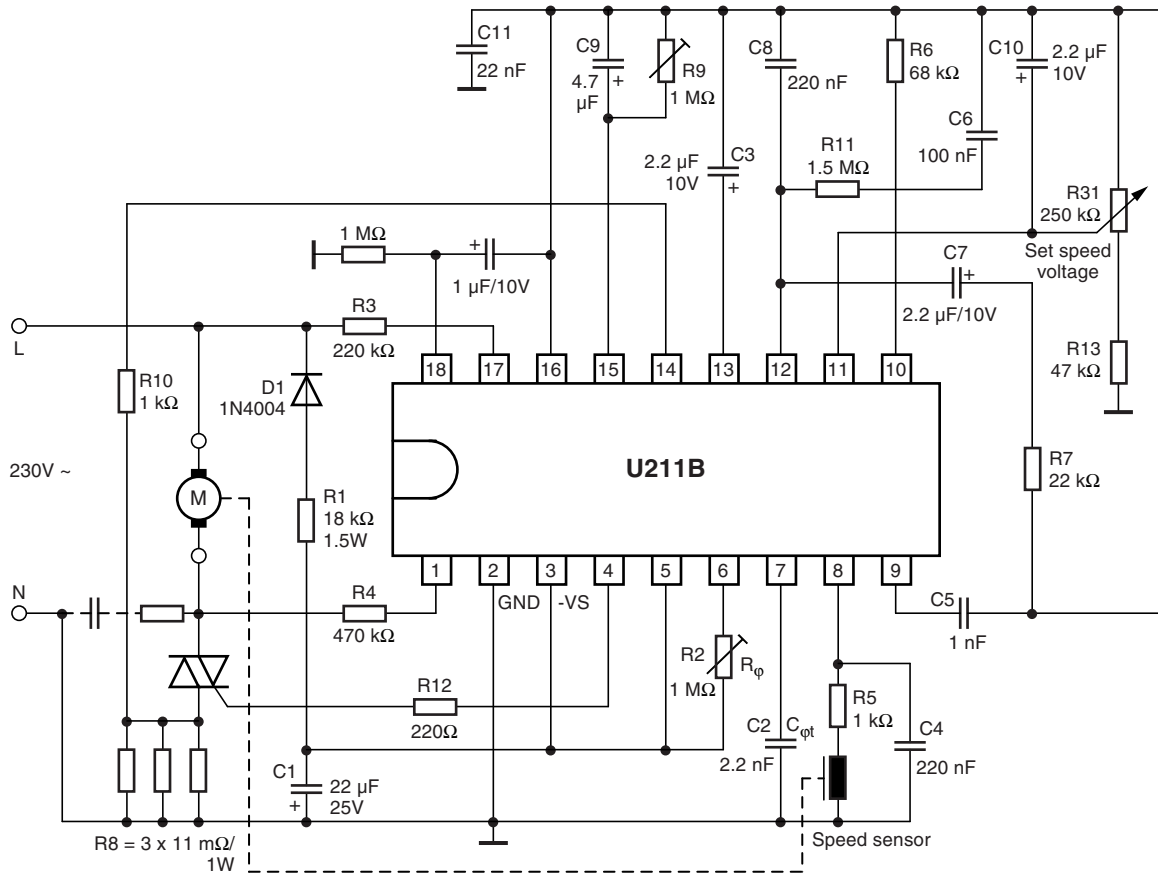 C11
22 nF
C9
4.7
µF
+
R9
1 MΩ
C8
220 nF
R6
68 kΩ
C10
+
2.2 µF
10V
C6
100 nF
R11
1.5 MΩ
2.2 µF
10V
C3
+
R31
250 kΩ
Set speed
voltage
1 MΩ
+
1 µF/10V
C7
+
2.2 µF/10V
L
R3
220 kΩ
R10
1 kΩ
D1
1N4004
R13
47 kΩ
18 17 16 15 14 13 12 11 10
U211B
230V ~
M
R1
18 kΩ
1.5W
R7
22 kΩ
1 2 3 4 5 6 7 8 9
GND -VS
N
R4
470 kΩ
C5
1 nF
R2
1 MΩ
Rφ
R12
220Ω
R5
1 kΩ
C2
2.2 nF
Cφt
C4
220 nF
C1
+
22 µF
25V
R8 = 3 x 11 mΩ/
1W
Speed sensor